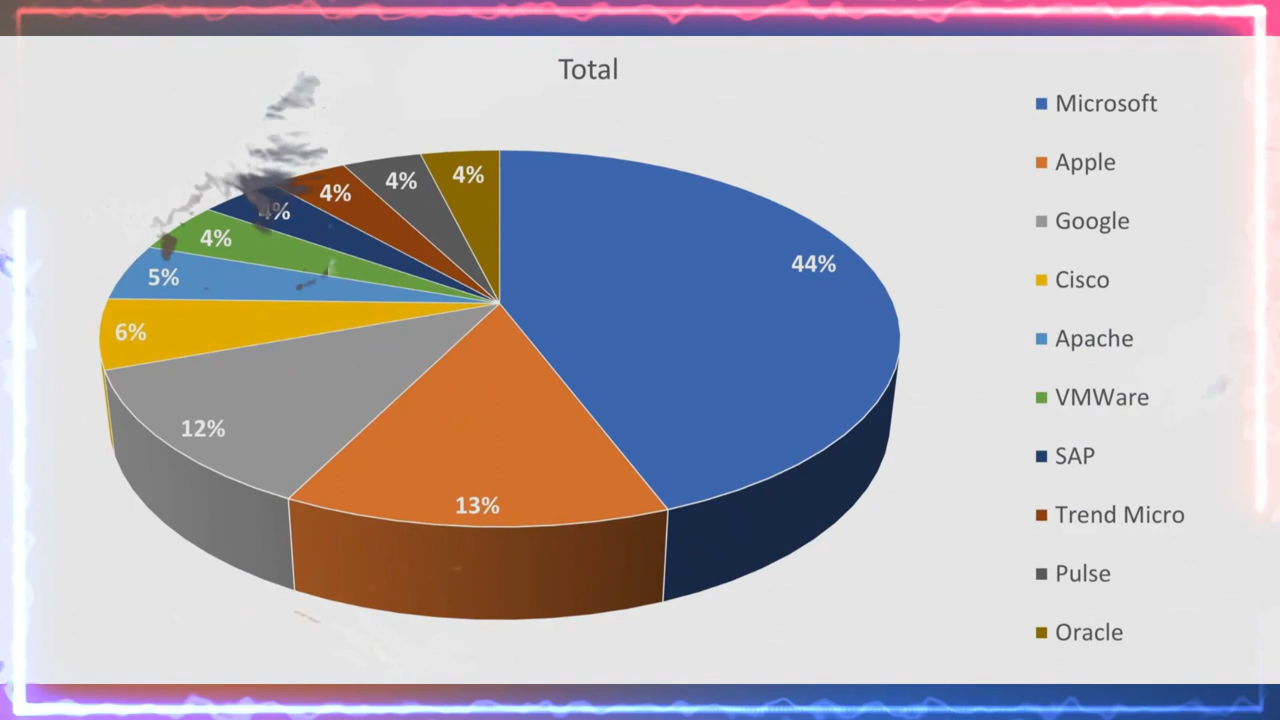 Total
Microsoft
Apple
Google
Cisco
Apache
VMWare
SAP
Trend Micro
Pulse
Oracle
44%
13%
12%
6%
5%
4%
4%
4%
4%
4%